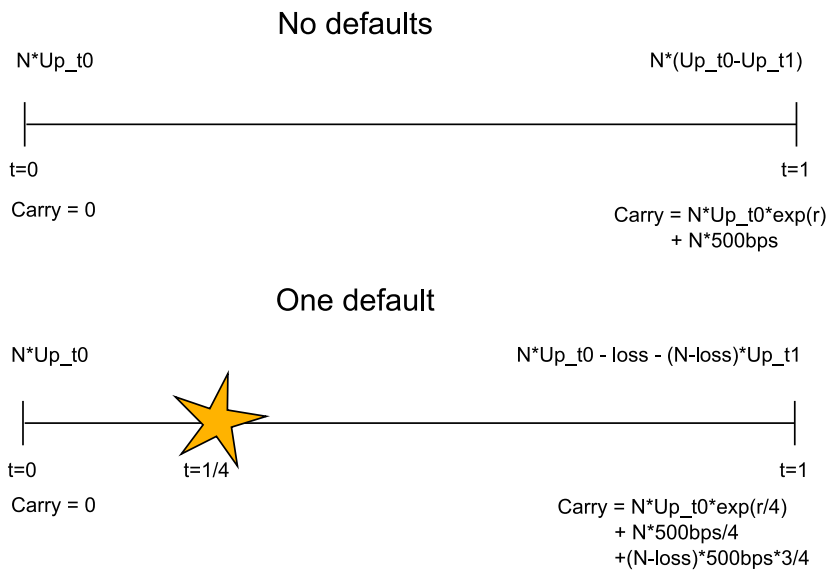 No defaults
N*Up_t0
N*(Up_t0-Up_t1)
t=0
t=1
Carry = 0
Carry = N*Up_t0*exp(r)
+ N*500bps
One default
N*Up_t0
N*Up_t0 - loss - (N-loss)*Up_t1
t=0
t=1/4
t=1
Carry = 0
Carry = N*Up_t0*exp(r/4)
+ N*500bps/4
+(N-loss)*500bps*3/4